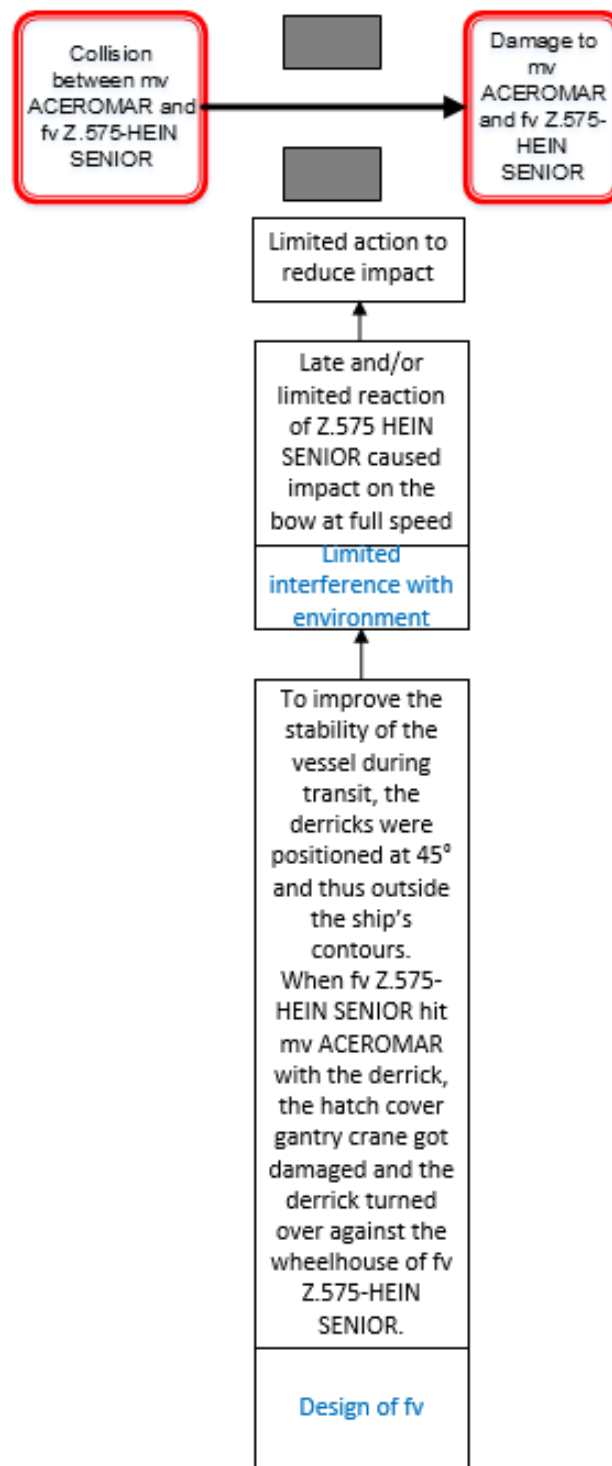 Collision
between mv
ACEROMAR and
fv Z.575-HEIN
SENIOR
Damage to
mv
ACEROMAR
and fv Z.575-
HEIN
SENIOR
Limited action to
reduce impact
Late and/or
limited reaction
of Z.575 HEIN
SENIOR caused
impact on the
bow at full speed
Limited
interference with
environment
To improve the
stability of the
vessel during
transit, the
derricks were
positioned at 45°
and thus outside
the ship's
contours.
When fv Z.575-
HEIN SENIOR hit
mv ACEROMAR
with the derrick,
the hatch cover
gantry crane got
damaged and the
derrick turned
over against the
wheelhouse of fv
Z.575-HEIN
SENIOR.
Design of fv